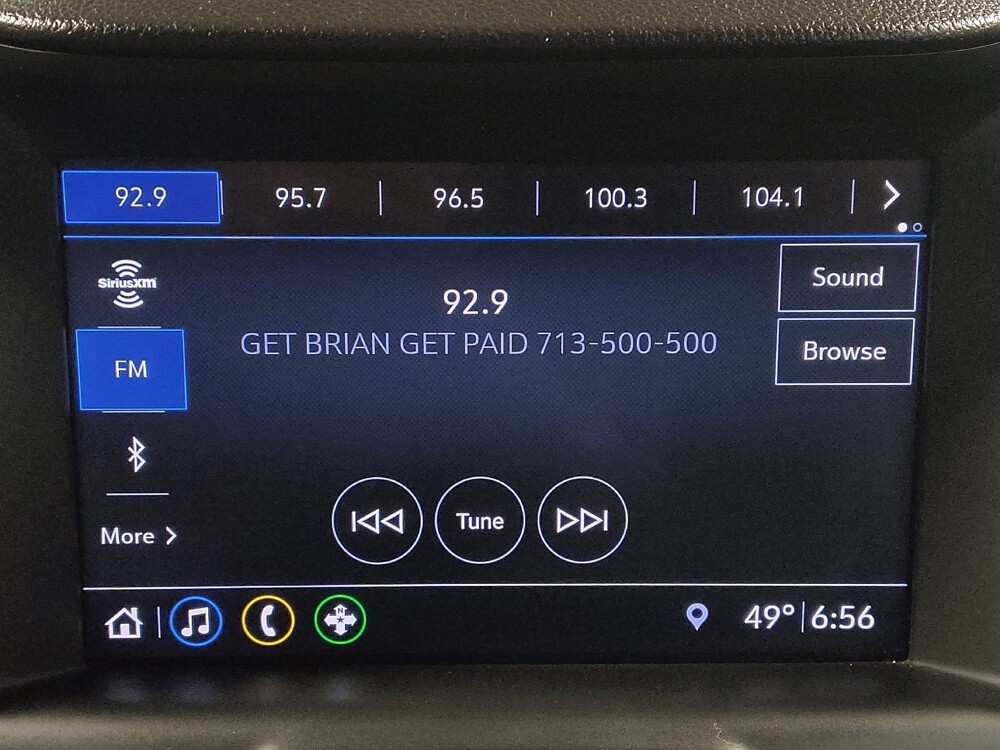 92.9 95.7 96.5 100.3 104.1
SiriusXM
92.9
Sound
GET BRIAN GET PAID 713-500-500
Browse
FM
Tune
More
N
49° 6:56